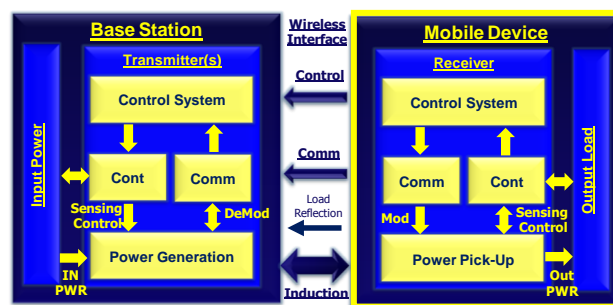 Base Station
Input Power
Transmitter(s)
Control System
Cont
Comm
Sensing
Control
DeMod
Power Generation
IN
PWR
Wireless
Interface
Control
Comm
Load
Reflection
Induction
Mobile Device
Receiver
Control System
Comm
Cont
Mod
Sensing
Control
Power Pick-Up
Out
PWR
Output Load